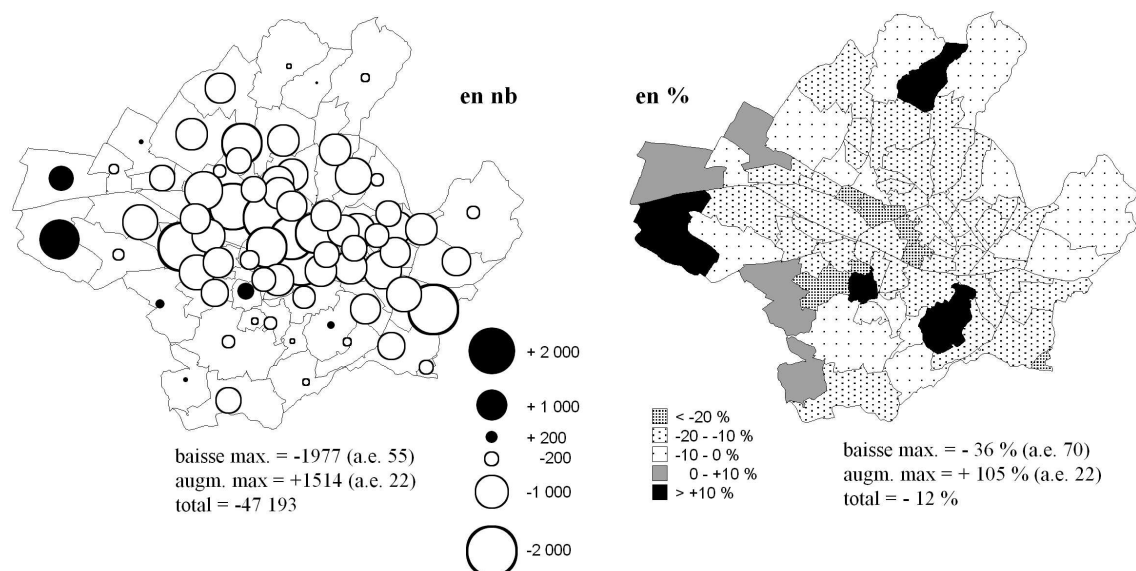 en nb
en %
+ 2 000
+ 1 000
+ 200
-200
-1 000
-2 000
baisse max. = -1977 (a.e. 55)
augm. max = +1514 (a.e. 22)
total = -47 193
< -20 %
-20 - -10 %
-10 - 0%
0 - +10 %
> +10 %
baisse max. = - 36 % (a.e. 70)
augm. max = + 105 % (a.e. 22)
total = - 12 %